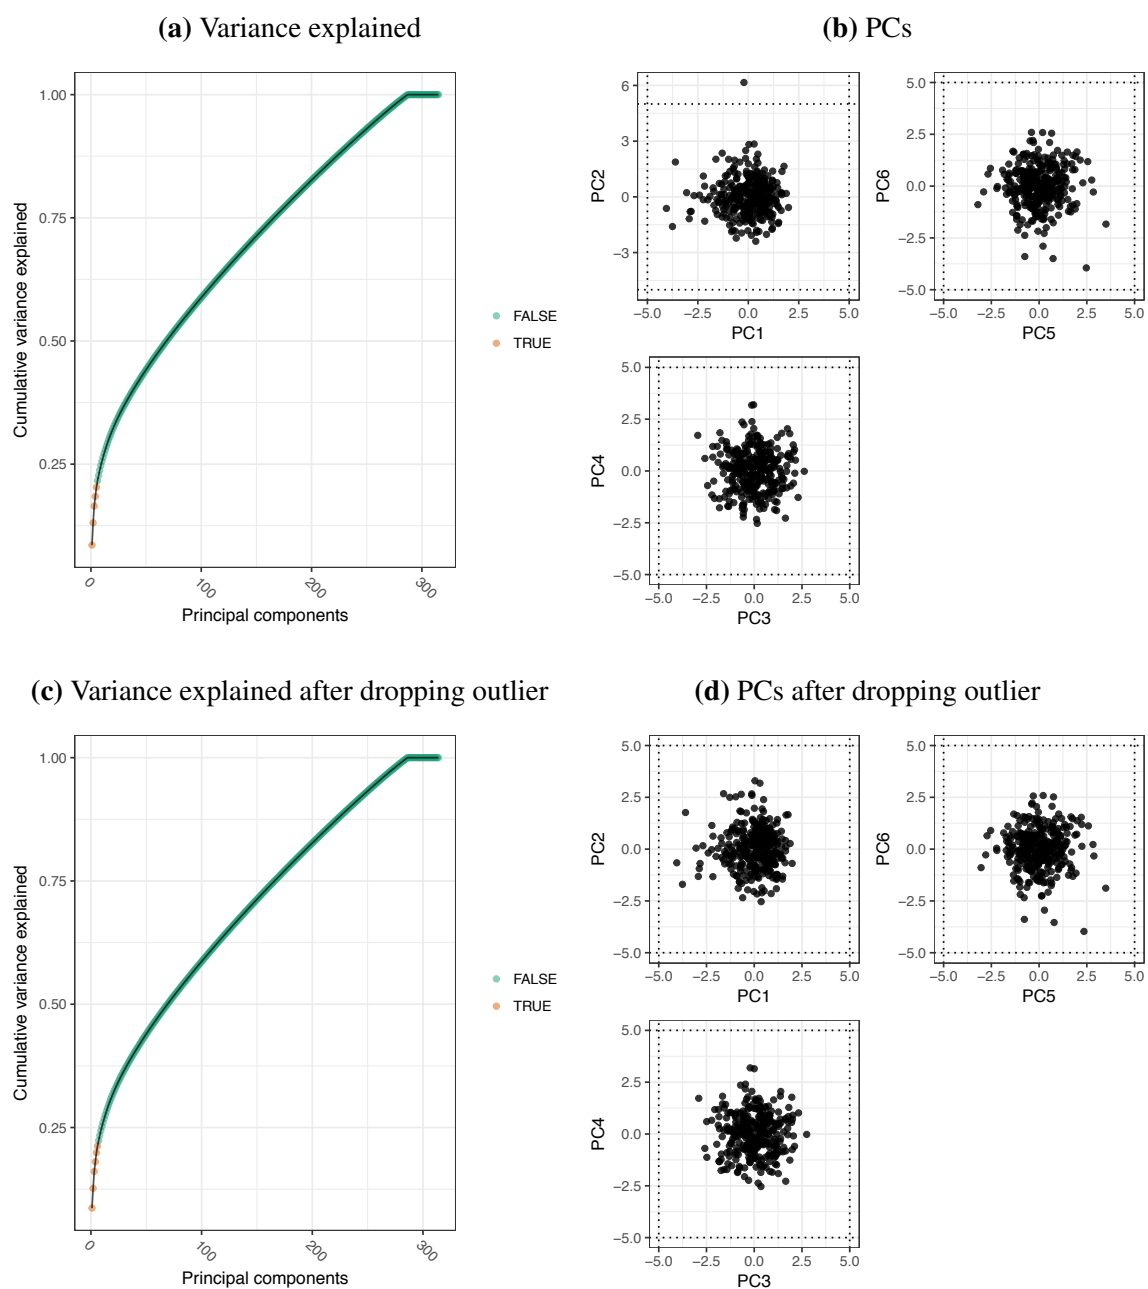 (a) Variance explained
1.00
0.75
0.50
0.25
Cumulative variance explained
0 100 200 300
Principal components
FALSE
TRUE
(b) PCs
6
3
0
−3
PC2
−5.0 −2.5 0.0 2.5 5.0
PC1
5.0
2.5
0.0
−2.5
−5.0
PC6
−5.0 −2.5 0.0 2.5 5.0
PC5
5.0
2.5
0.0
−2.5
−5.0
PC4
−5.0 −2.5 0.0 2.5 5.0
PC3
(c) Variance explained after dropping outlier
1.00
0.75
0.50
0.25
Cumulative variance explained
0 100 200 300
Principal components
FALSE
TRUE
(d) PCs after dropping outlier
5.0
2.5
0.0
−2.5
−5.0
PC2
−5.0 −2.5 0.0 2.5 5.0
PC1
5.0
2.5
0.0
−2.5
−5.0
PC6
−5.0 −2.5 0.0 2.5 5.0
PC5
5.0
2.5
0.0
−2.5
−5.0
PC4
−5.0 −2.5 0.0 2.5 5.0
PC3